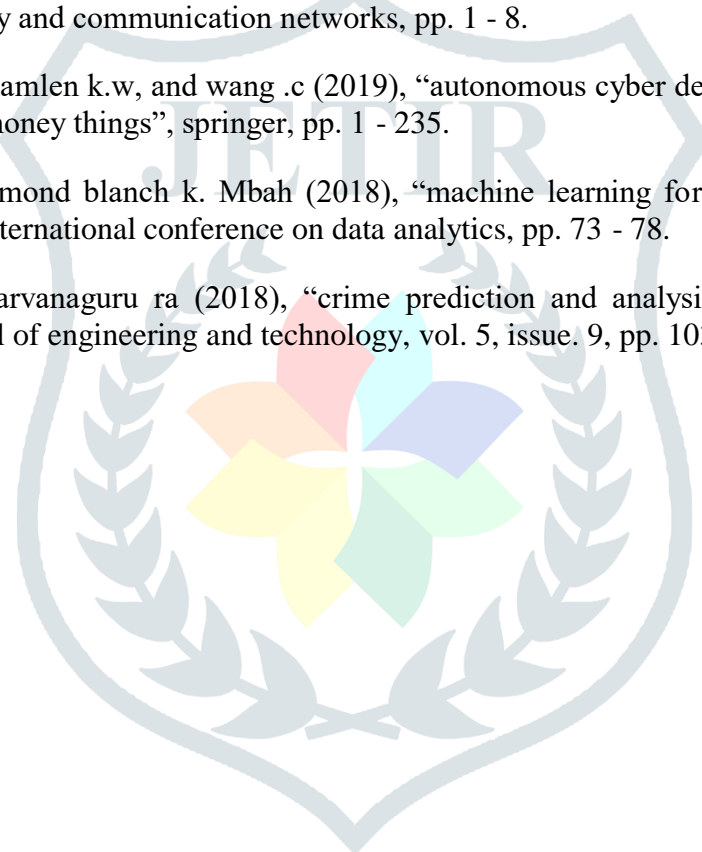 y and communication networks, pp. 1 - 8.
amlen k.w, and wang .c (2019), “autonomous cyber de
oney things”, springer, pp. 1 - 235.
JETIR
mond blanch k. Mbah (2018), “machine learning for
ternational conference on data analytics, pp. 73 - 78.
arvanaguru ra (2018), “crime prediction and analysi
l of engineering and technology, vol. 5, issue. 9, pp. 10